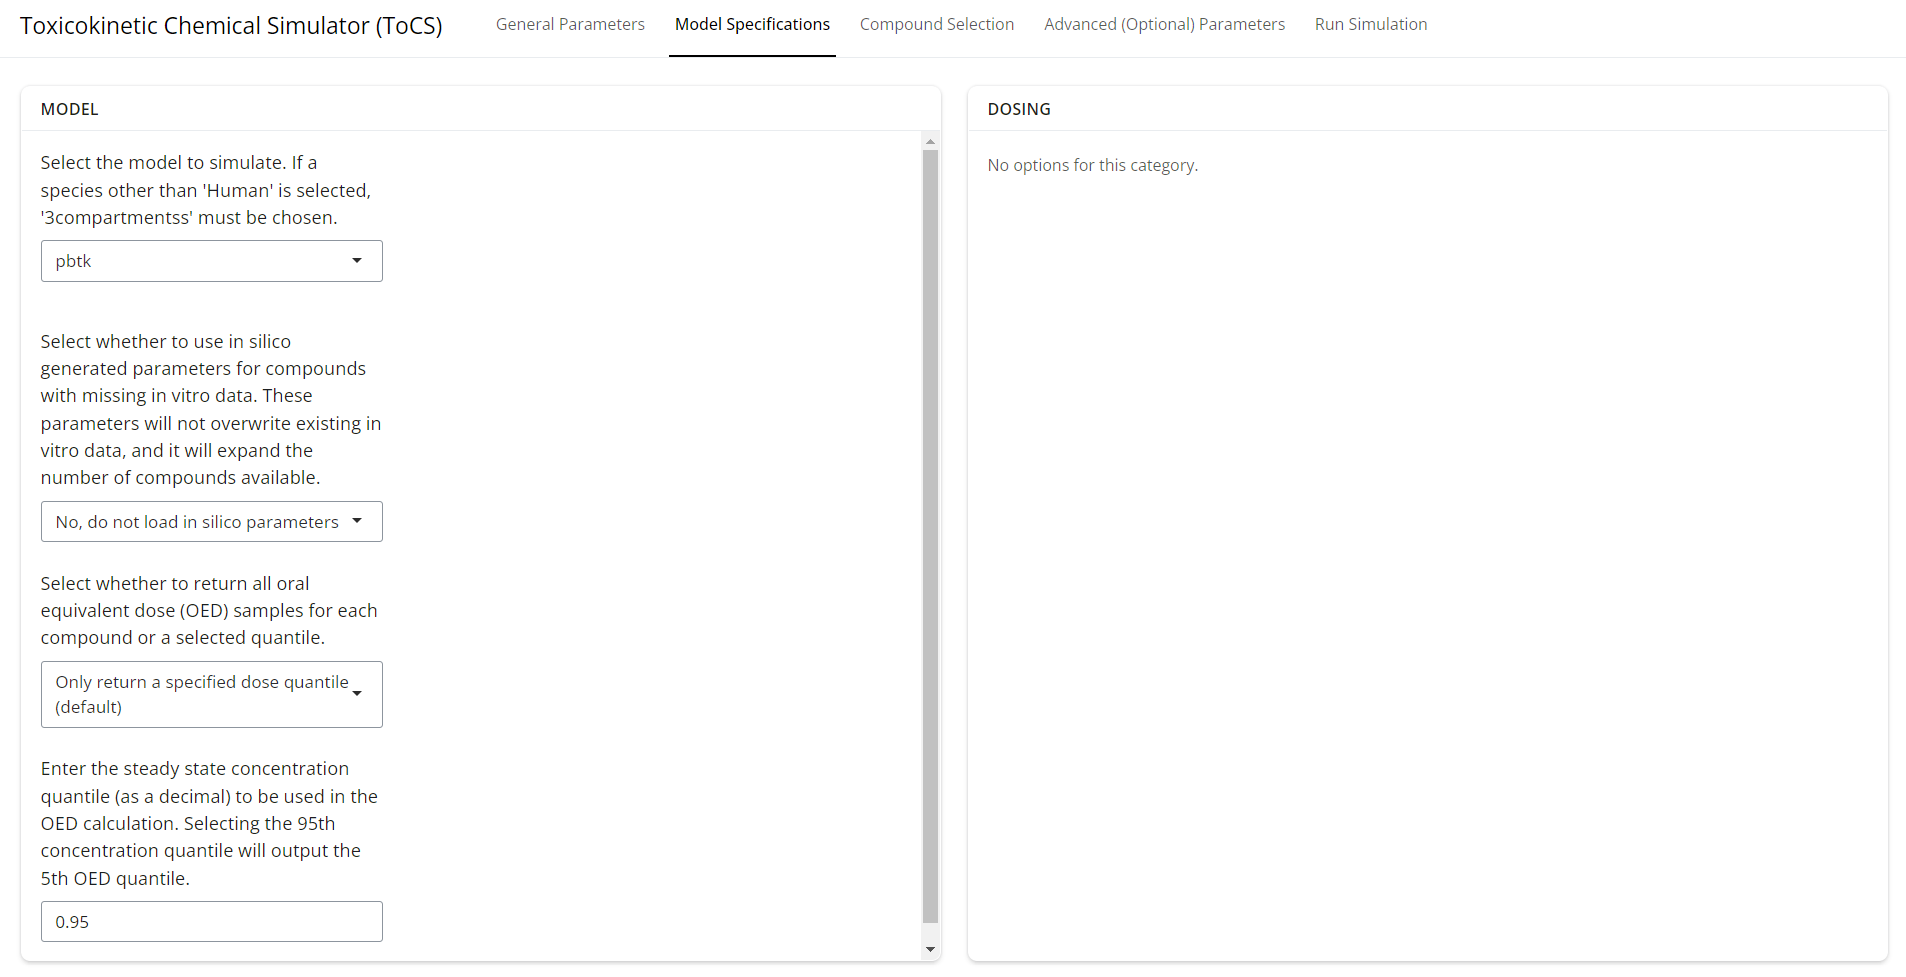 Toxicokinetic Chemical Simulator (ToCS)
General Parameters
Model Specifications
Compound Selection
Advanced (Optional) Parameters
Run Simulation
MODEL
Select the model to simulate. If a
species other than 'Human' is selected,
'3compartmentss' must be chosen.
pbtk
Select whether to use in silico
generated parameters for compounds
with missing in vitro data. These
parameters will not overwrite existing in
vitro data, and it will expand the
number of compounds available.
No, do not load in silico parameters
Select whether to return all oral
equivalent dose (OED) samples for each
compound or a selected quantile.
Only return a specified dose quantile
(default)
Enter the steady state concentration
quantile (as a decimal) to be used in the
OED calculation. Selecting the 95th
concentration quantile will output the
5th OED quantile.
0.95
DOSING
No options for this category.